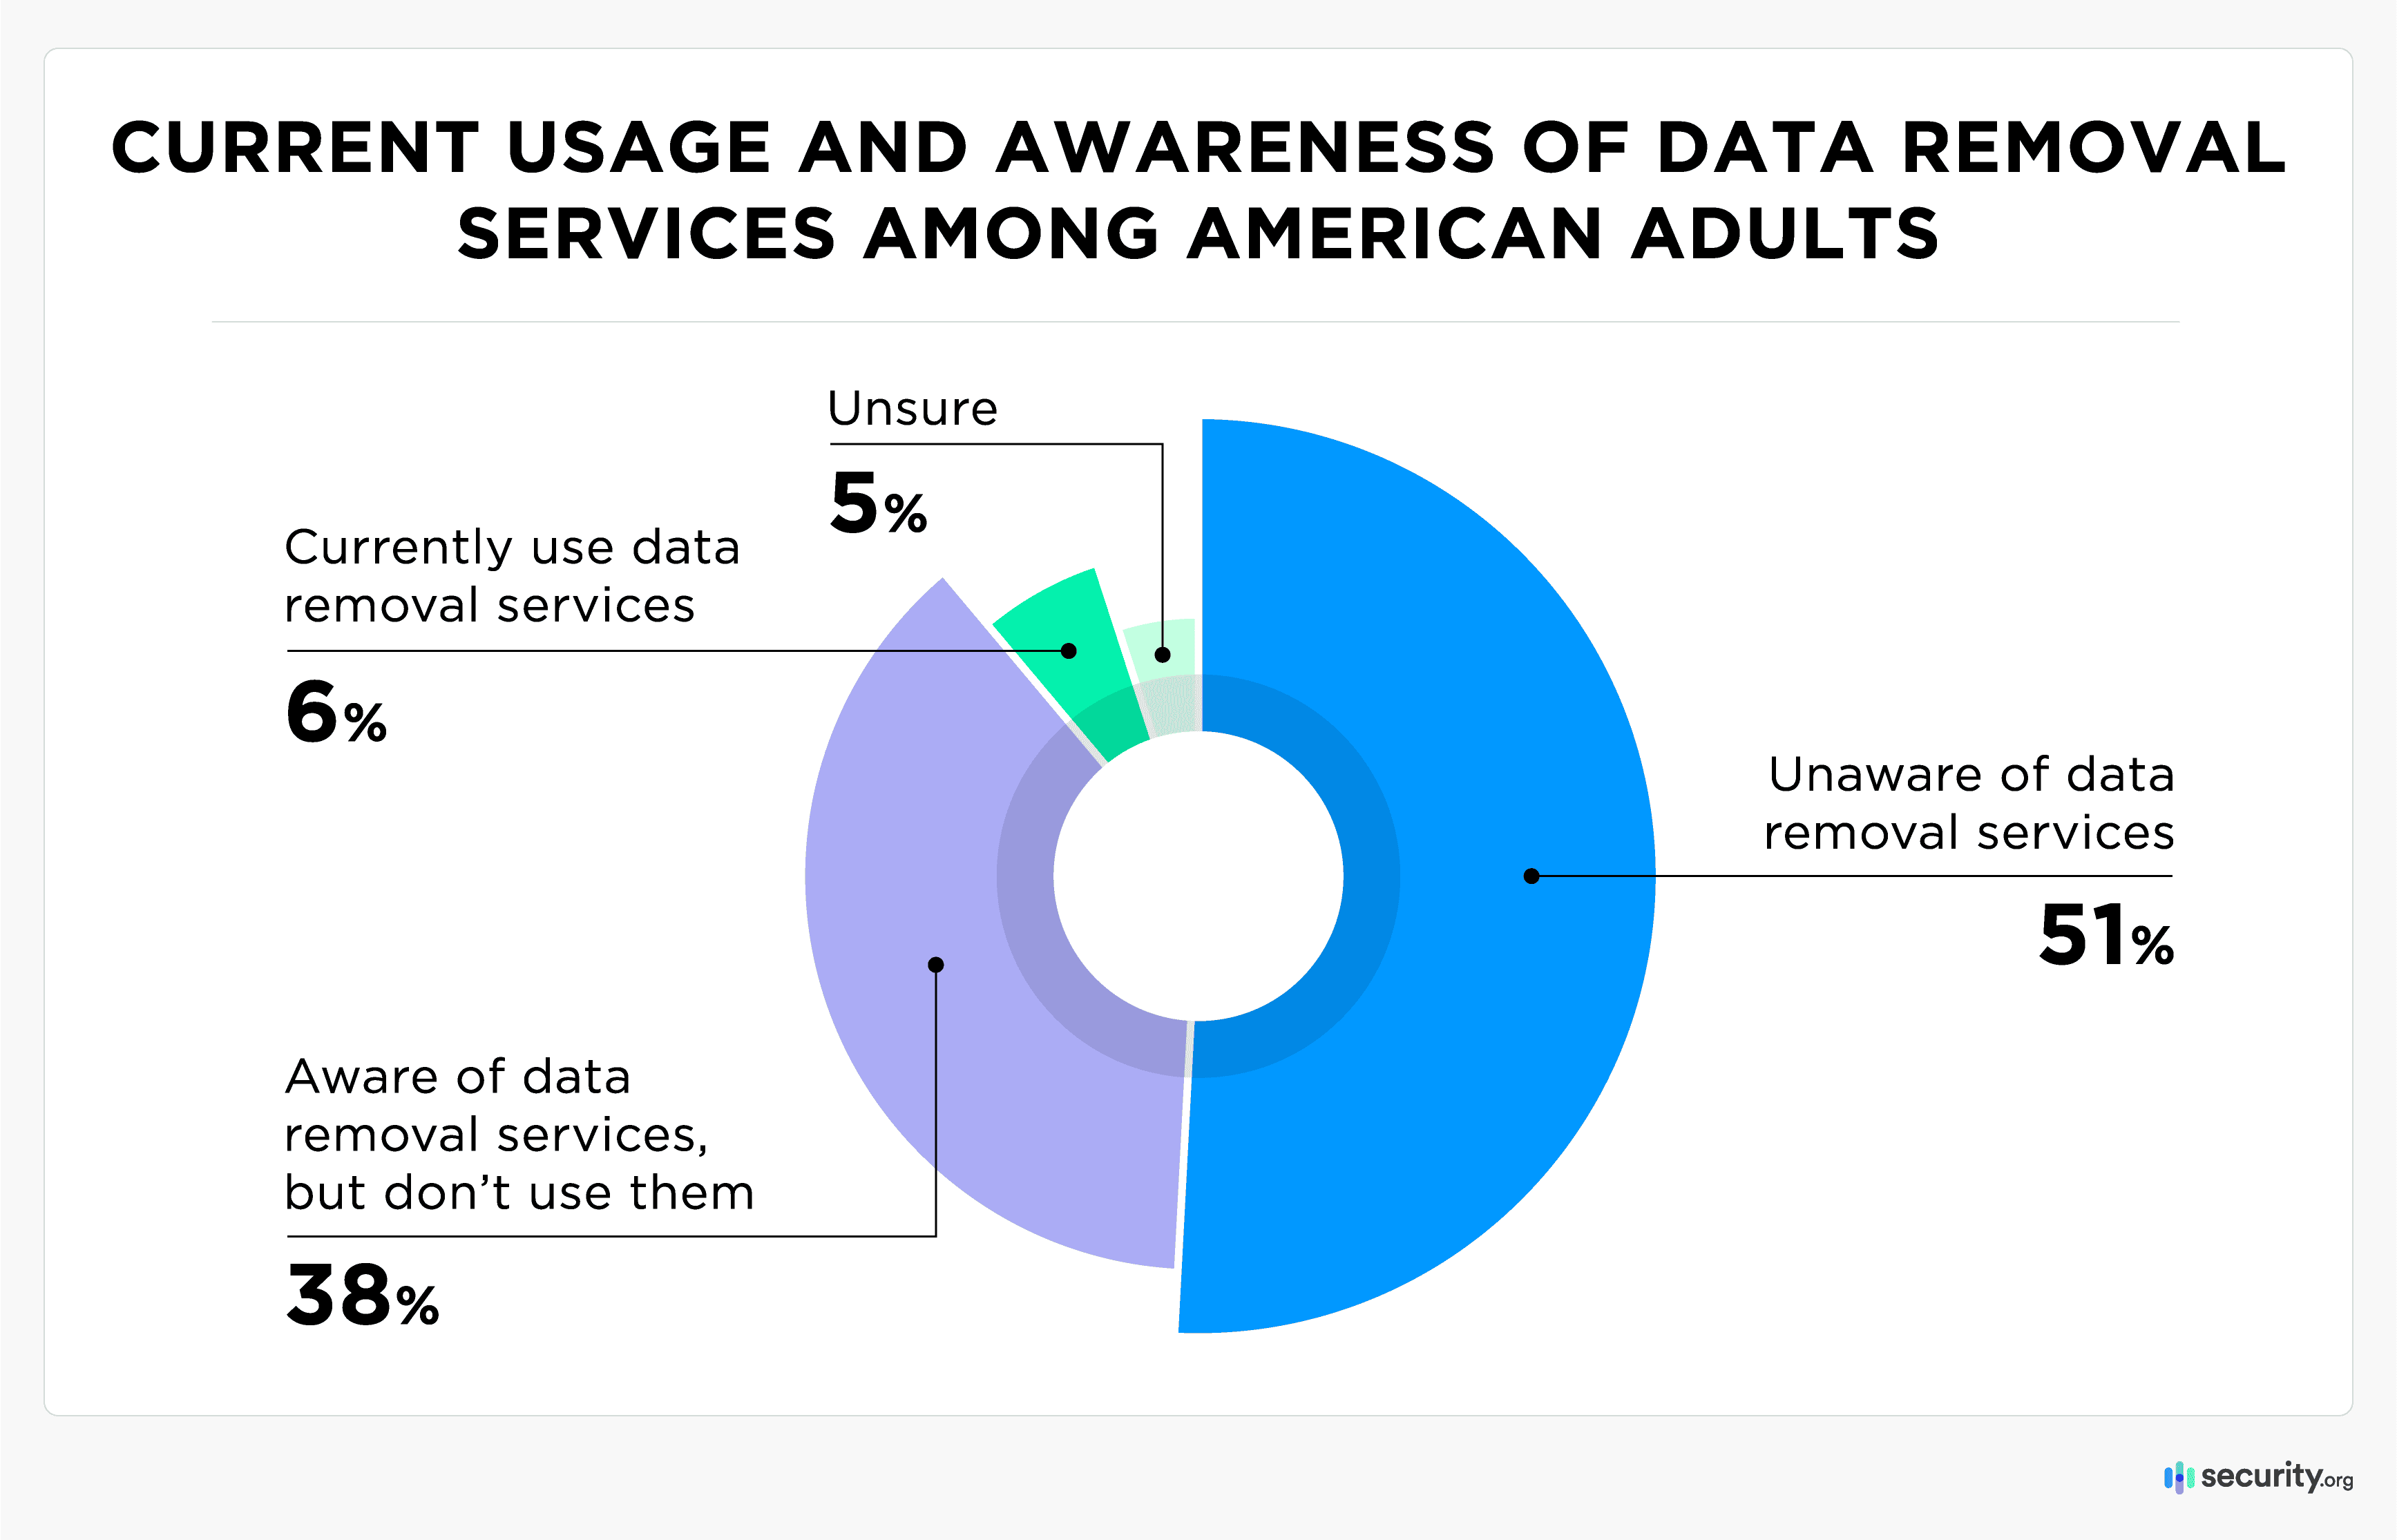 CURRENT USAGE AND AWARENESS OF DATA REMOVAL
SERVICES AMONG AMERICAN ADULTS
Unsure
5%
Currently use data
removal services
6%
Unaware of data
removal services
51%
Aware of data
removal services,
but don’t use them
38%
security.org